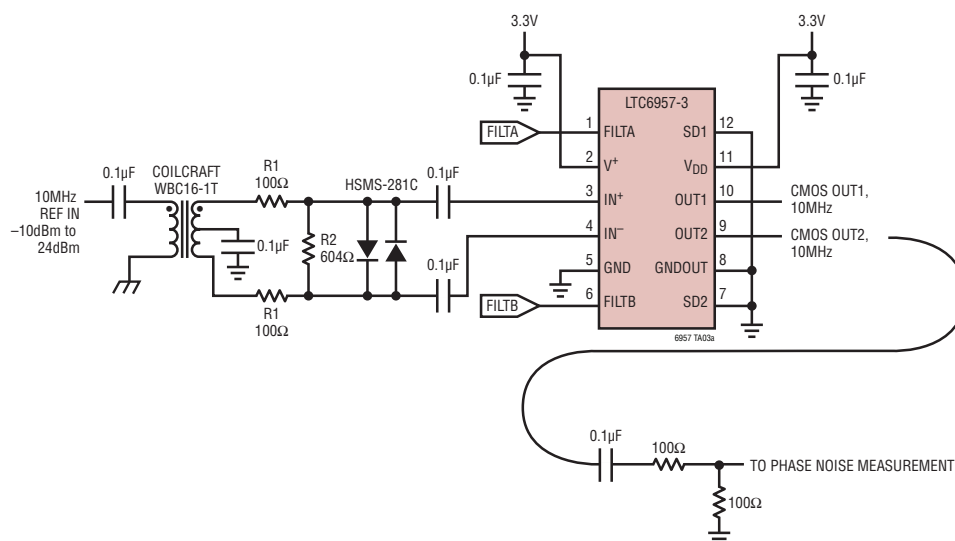 3.3V
3.3V
0.1µF
0.1µF
LTC6957-3
FILTA
1
FILTA
SD1
12
2
V+
VDD
11
10MHz
REF IN
–10dBm to
24dBm
0.1µF
COILCRAFT
WBC16-1T
R1
100Ω
HSMS-281C
0.1µF
3
IN+
OUT1
10
CMOS OUT1,
10MHz
0.1µF
R2
604Ω
0.1µF
4
IN–
OUT2
9
CMOS OUT2,
10MHz
5
GND
GNDOUT
8
R1
100Ω
FILTB
6
FILTB
SD2
7
6957 TA03a
0.1µF
100Ω
TO PHASE NOISE MEASUREMENT
100Ω